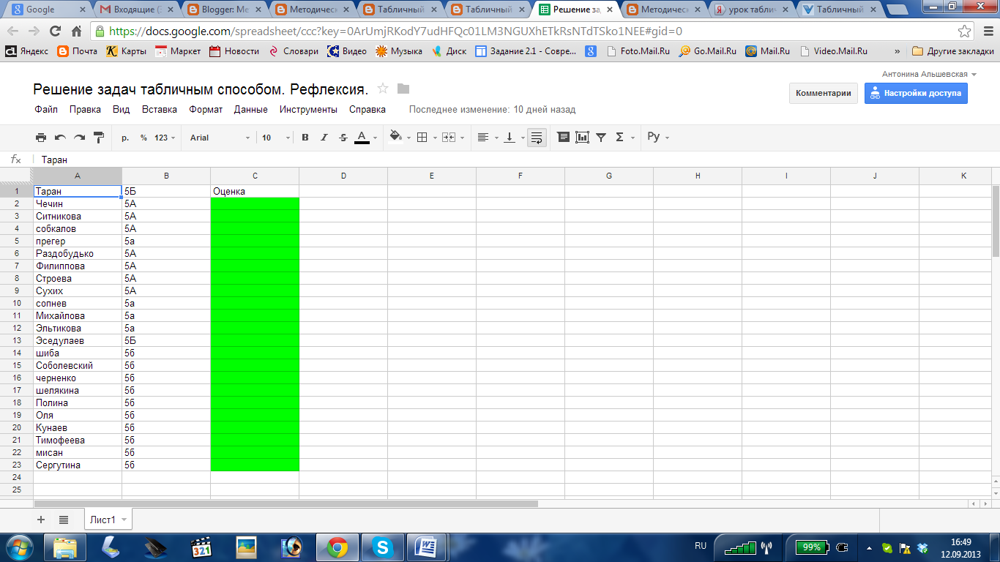 Google
Входящие (3
Blogger: Ме
Методическ
Табличный
Табличный
Решение за
Методическ
урок таблич
Табличный
https://docs.google.com/spreadsheet/ccc?key=0ArUmjRKodY7udHFQc01LM3NGUXhETkRsNTdTSko1NEE#gid=0
Яндекс Почта Карты Маркет Новости Словари Видео Музыка Диск Задание 2.1 - Совре... Foto.Mail.Ru Go.Mail.Ru Mail.Ru Video.Mail.Ru » Другие закладки
Антонина Альшевская
Решение задач табличным способом. Рефлексия.
Комментарии Настройки доступа
Файл Правка Вид Вставка Формат Данные Инструменты Справка Последнее изменение: 10 дней назад
р. % 123 Arial 10 B I S A Σ Ру
fx Таран
A B C D E F G H I J K
1 Таран 5Б Оценка
2 Чечин 5А
3 Ситникова 5А
4 собкалов 5А
5 прегер 5а
6 Раздобудько 5А
7 Филиппова 5А
8 Строева 5А
9 Сухих 5А
10 сопнев 5а
11 Михайлова 5а
12 Эльтикова 5а
13 Эседулаев 5Б
14 шиба 5б
15 Соболевский 5б
16 черненко 5б
17 шелякина 5б
18 Полина 5б
19 Оля 5б
20 Кунаев 5б
21 Тимофеева 5б
22 мисан 5б
23 Сергутина 5б
24
25
+ Лист1
321
RU 99% 16:49
12.09.2013